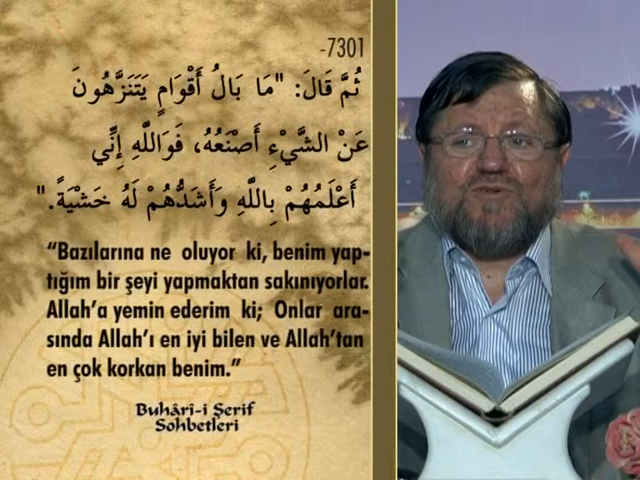 -7301
ثُمَّ قَالَ: "مَا بَالُ أَقْوَامٍ يَتَنَزَّهُونَ
عَنْ الشَّيْءِ أَصْنَعُهُ، فَوَاللَّهِ إِنِّي
أَعْلَمُهُمْ بِاللَّهِ وَأَشَدُّهُمْ لَهُ خَشْيَةً."
“Bazılarına ne oluyor ki, benim yap-
tığım bir şeyi yapmaktan sakınıyorlar.
Allah’a yemin ederim ki; Onlar ara-
sında Allah’ı en iyi bilen ve Allah’tan
en çok korkan benim.”
Buhârî-i Şerif
Sohbetleri